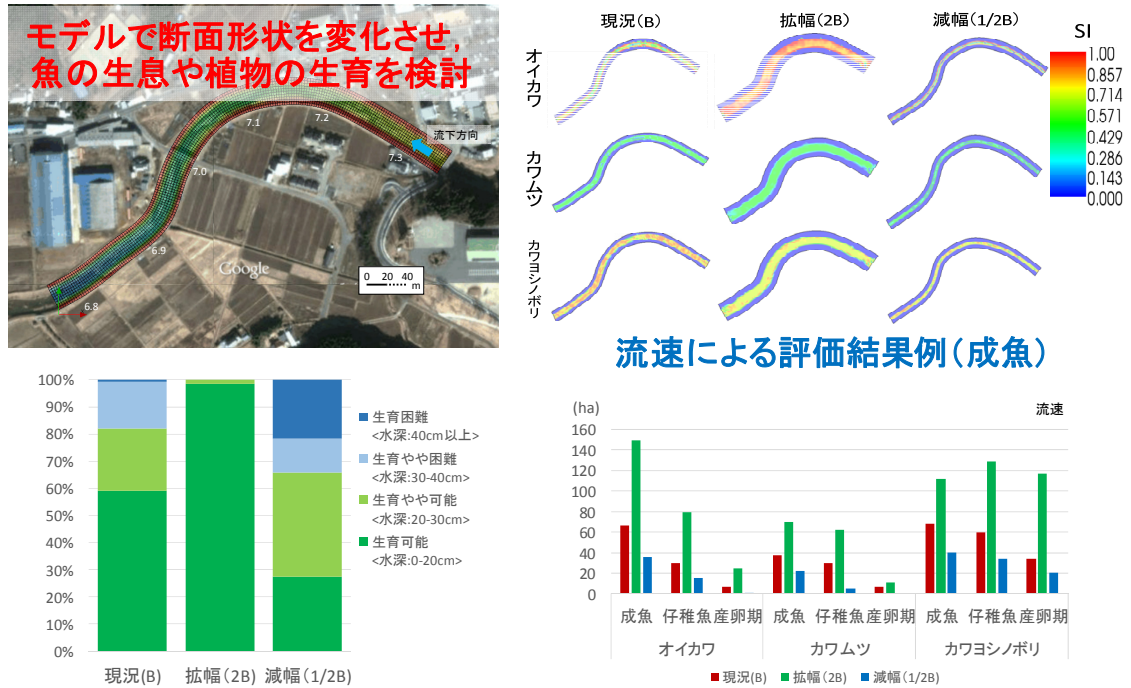 モデルで断面形状を変化させ，
魚の生息や植物の生育を検討
7.1
7.2
流下方向
7.3
7.0
6.9
Google
0 20 40
m
6.8
現況（B）
拡幅（2B）
減幅（1/2B）
SI
オイカワ
カワムツ
カワヨシノボリ
1.00
0.857
0.714
0.571
0.429
0.286
0.143
0.000
流速による評価結果例（成魚）
100%
90%
80%
70%
60%
50%
40%
30%
20%
10%
0%
現況(B) 拡幅（2B） 減幅（1/2B）
生育困難
<水深:40cm以上>
生育やや困難
<水深:30-40cm>
生育やや可能
<水深:20-30cm>
生育可能
<水深:0-20cm>
(ha)
流速
160
140
120
100
80
60
40
20
0
成魚 仔稚魚 産卵期 成魚 仔稚魚 産卵期 成魚 仔稚魚 産卵期
オイカワ カワムツ カワヨシノボリ
現況(B) 拡幅（2B） 減幅（1/2B）